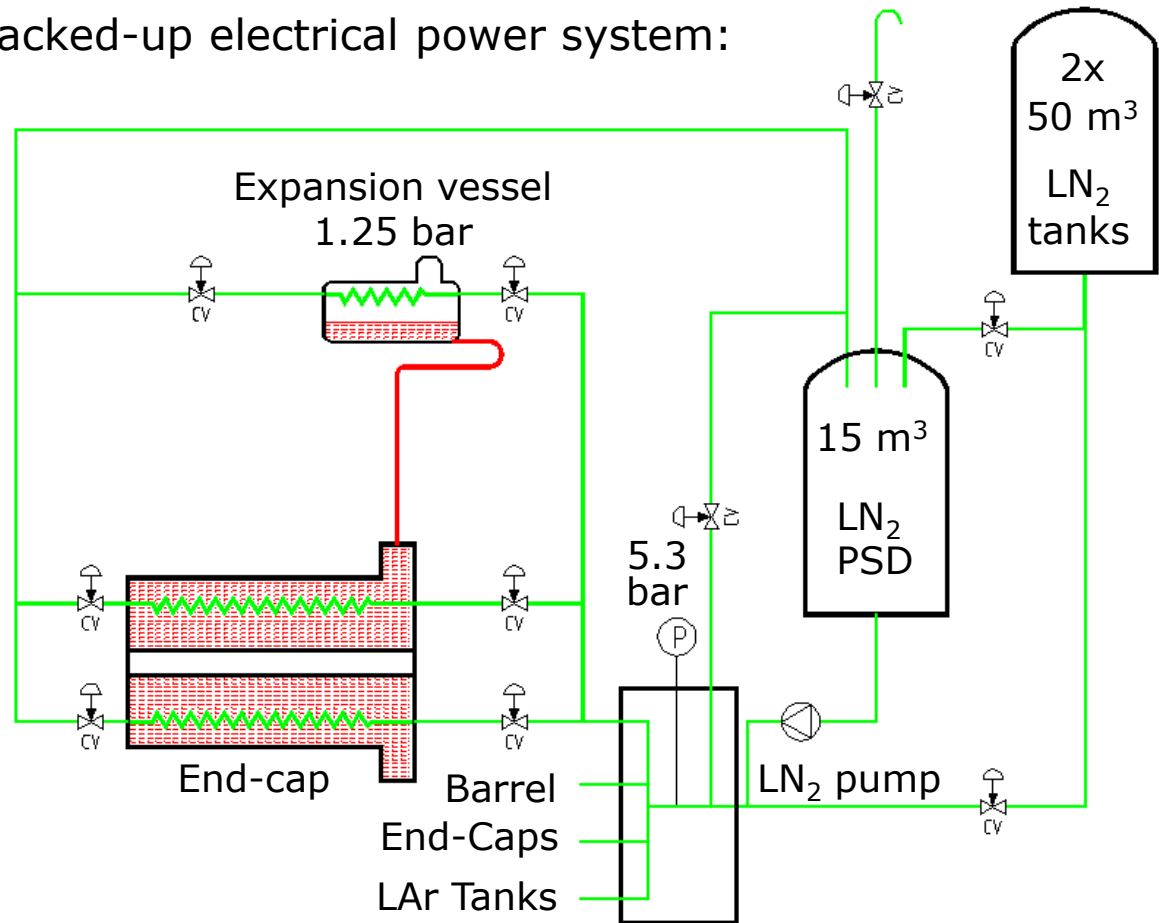 acked-up electrical power system:
2x
50 m³
LN₂
tanks
CV
Expansion vessel
1.25 bar
CV
CV
CV
15 m³
LN₂
PSD
CV
5.3
bar
P
CV
CV
CV
CV
End-cap
LN₂ pump
CV
Barrel
End-Caps
LAr Tanks